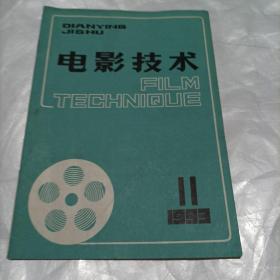 DIANYING
JISHU
电影技术
FILM
TECHNIQUE
11
1993